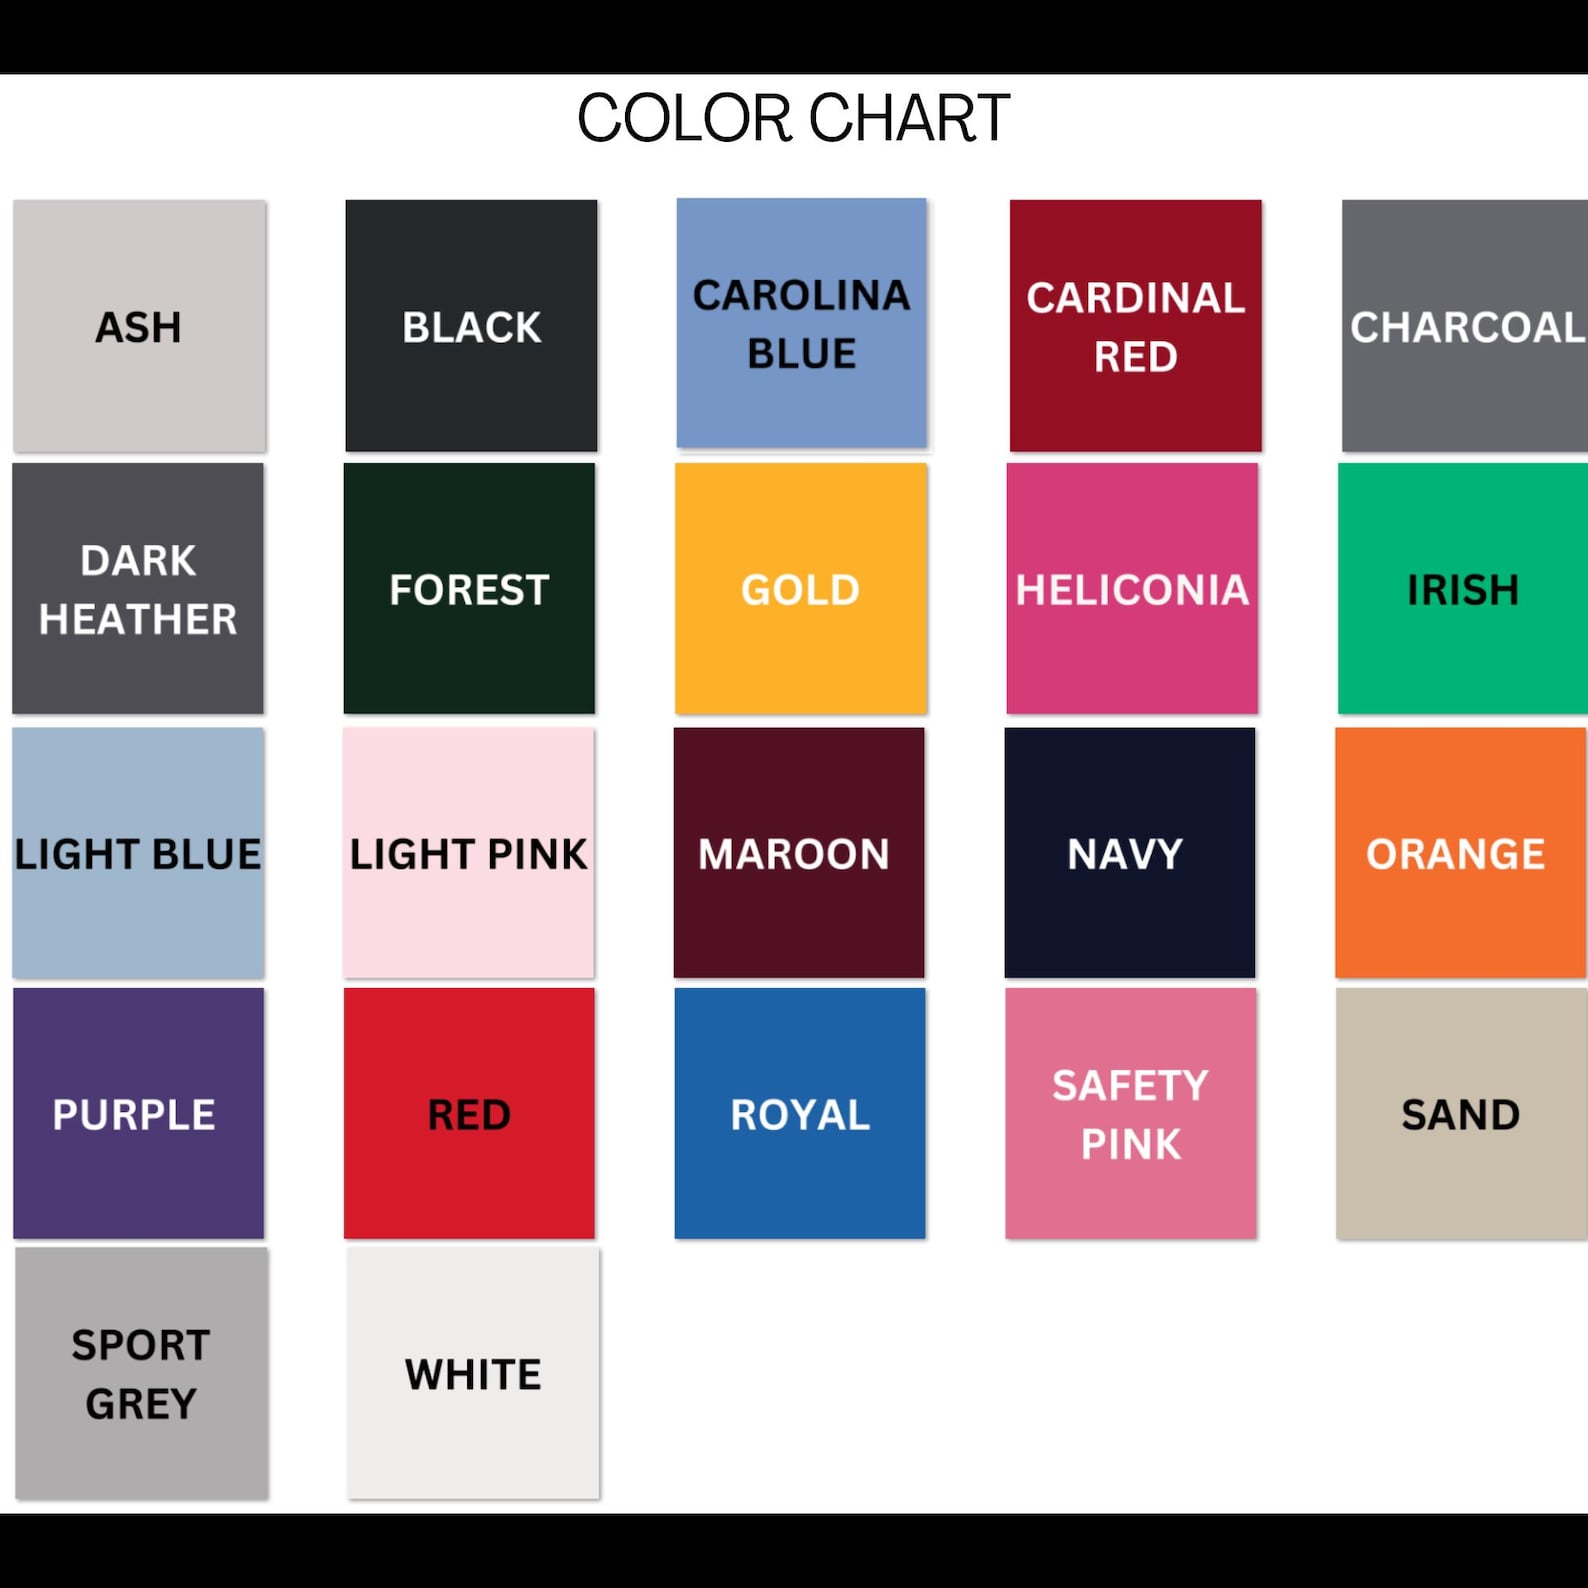 COLOR CHART
ASH
BLACK
CAROLINA
BLUE
CARDINAL
RED
CHARCOAL
DARK
HEATHER
FOREST
GOLD
HELICONIA
IRISH
LIGHT BLUE
LIGHT PINK
MAROON
NAVY
ORANGE
PURPLE
RED
ROYAL
SAFETY
PINK
SAND
SPORT
GREY
WHITE